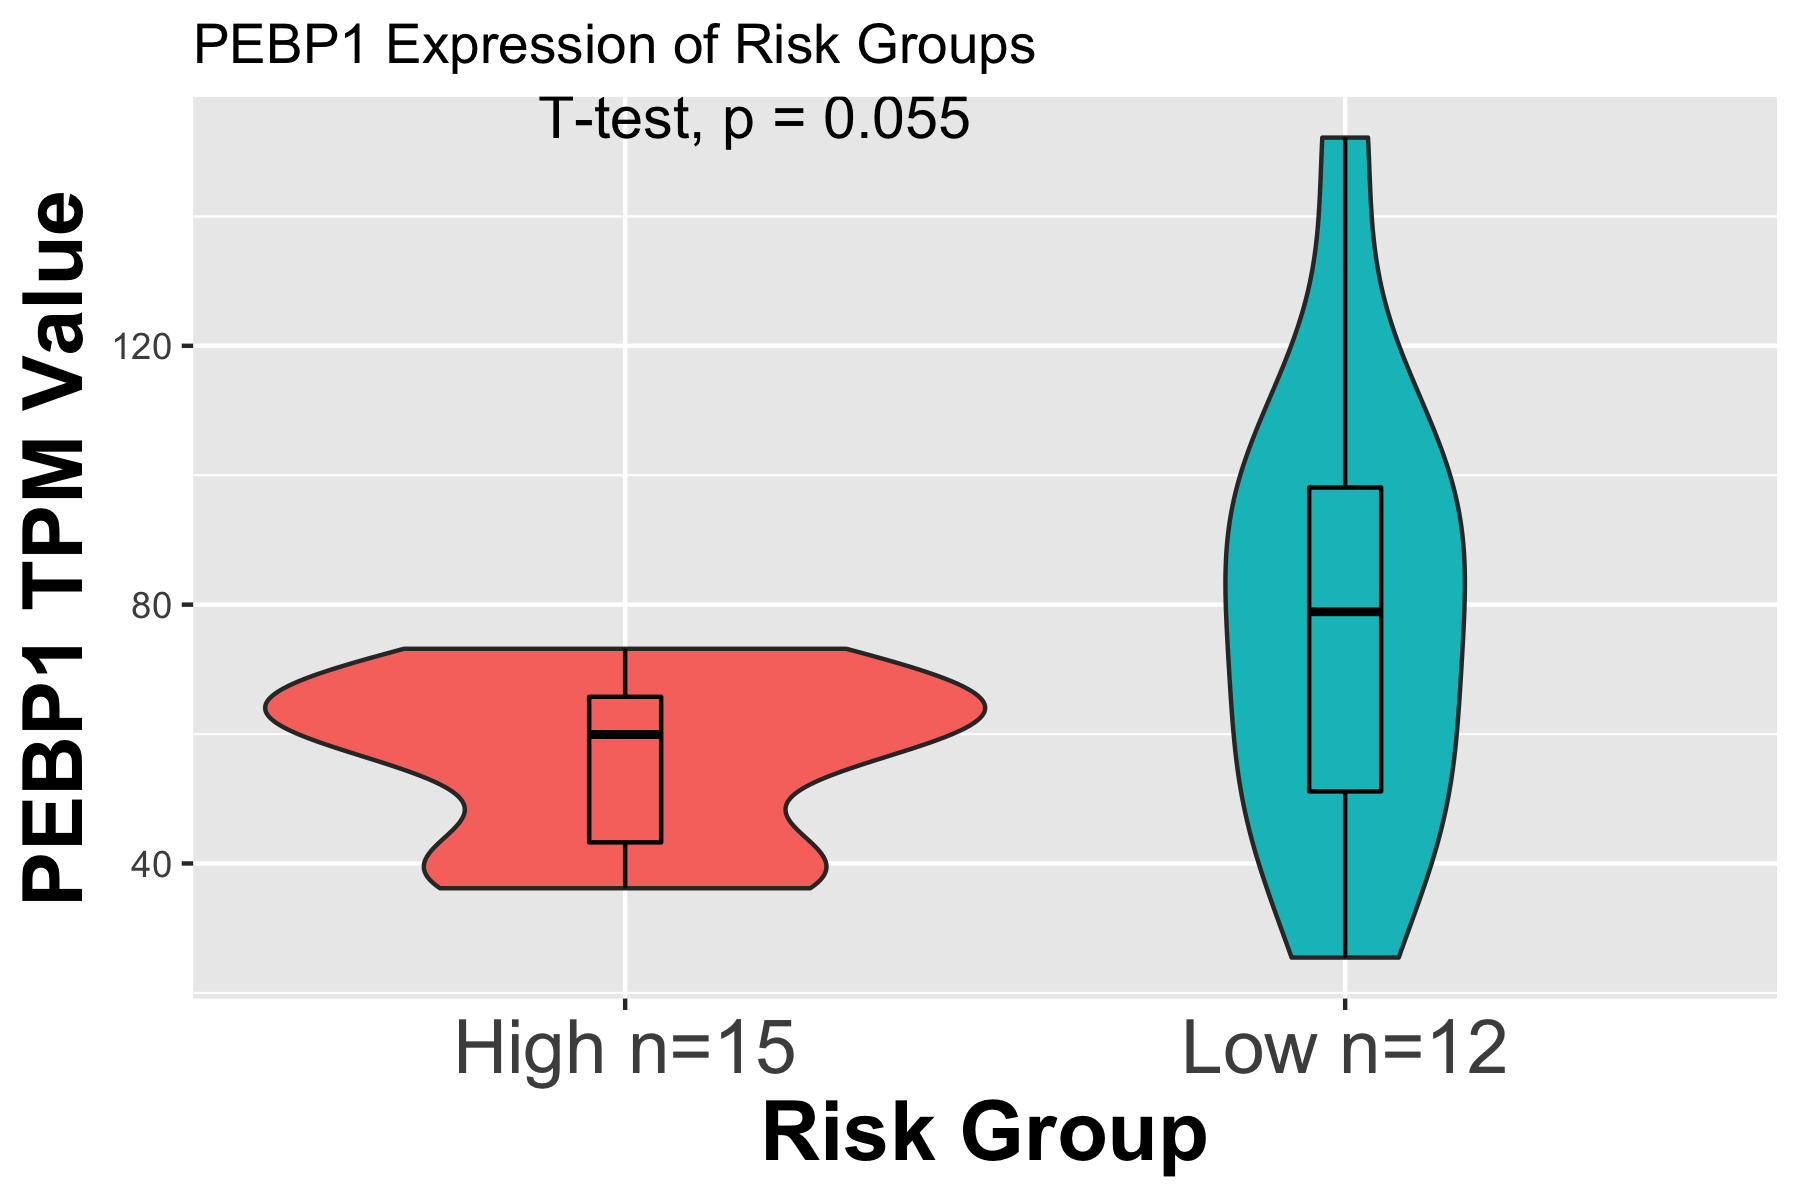 PEBP1 Expression of Risk Groups
T-test, p = 0.055
PEBP1 TPM Value
120
80
40
High n=15
Low n=12
Risk Group